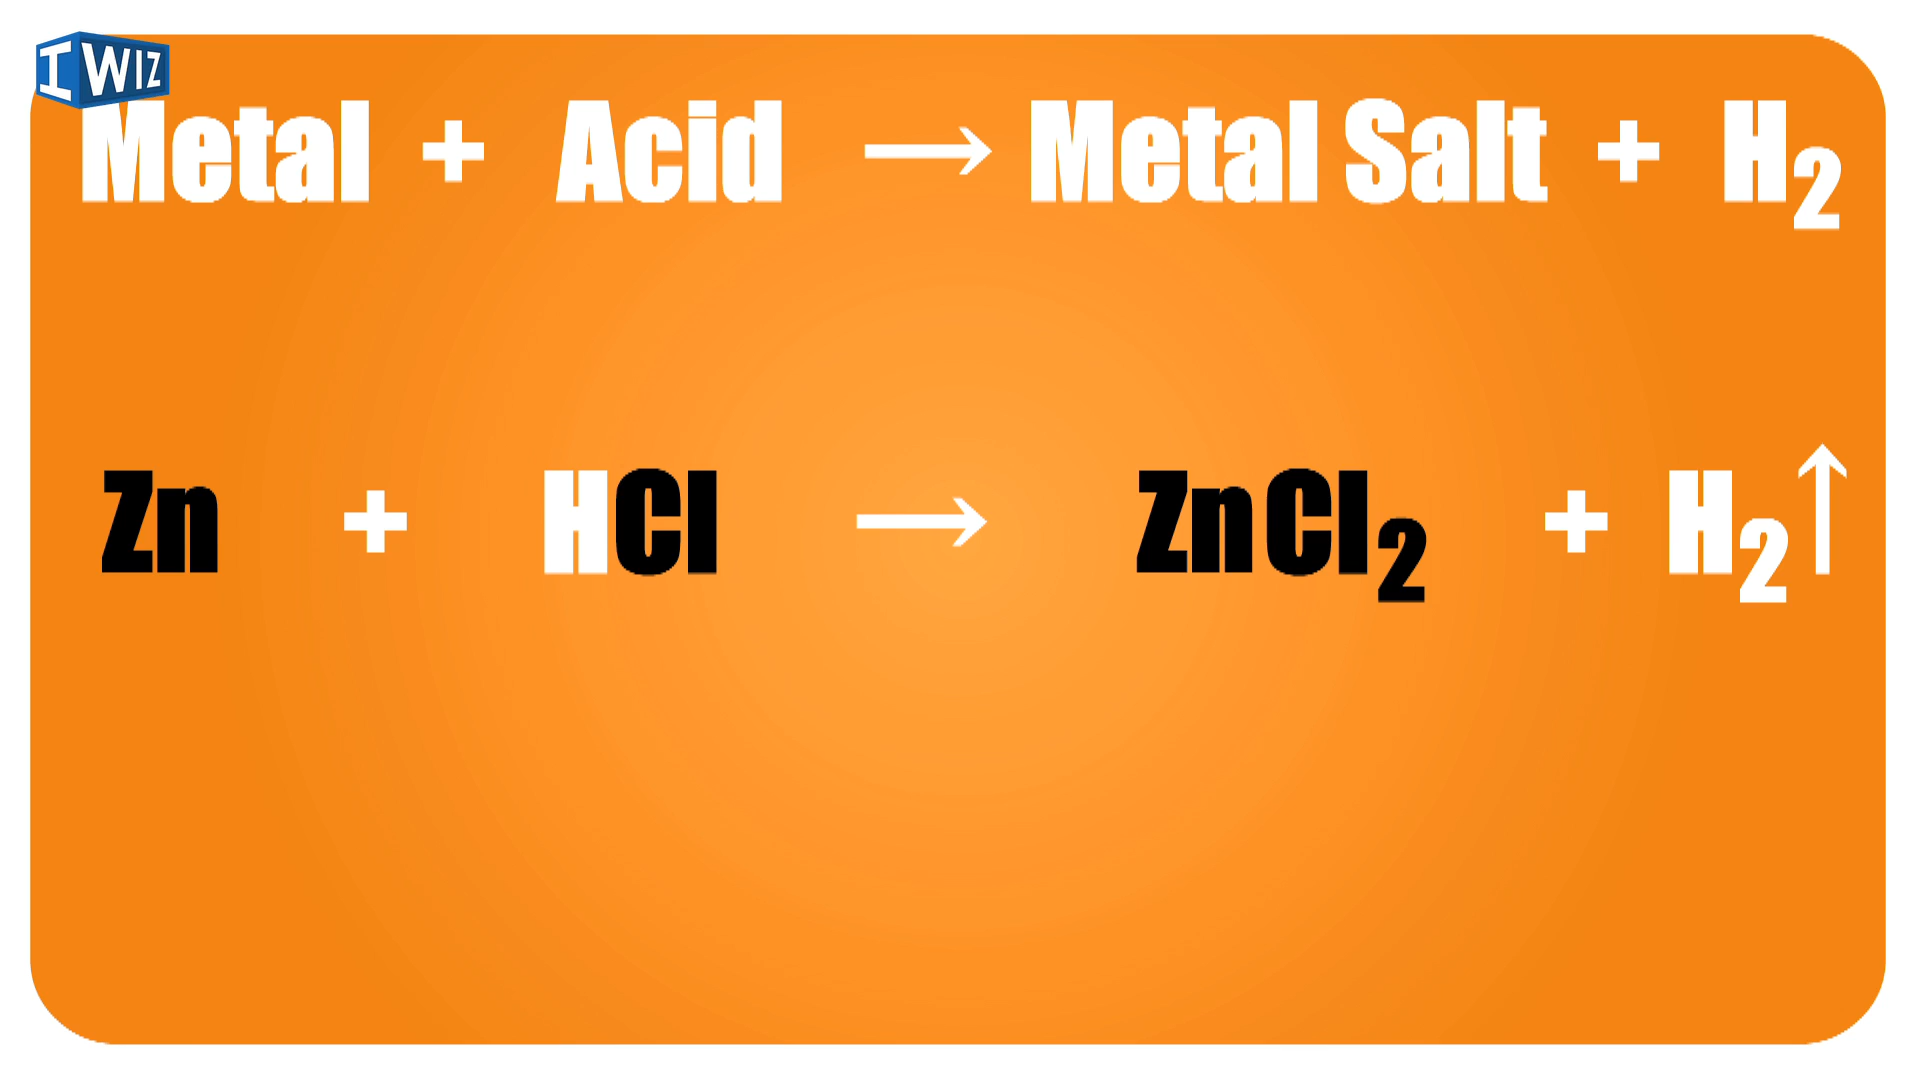 IWIZ
Metal + Acid → Metal Salt + H₂
Zn + HCl → ZnCl₂ + H₂↑